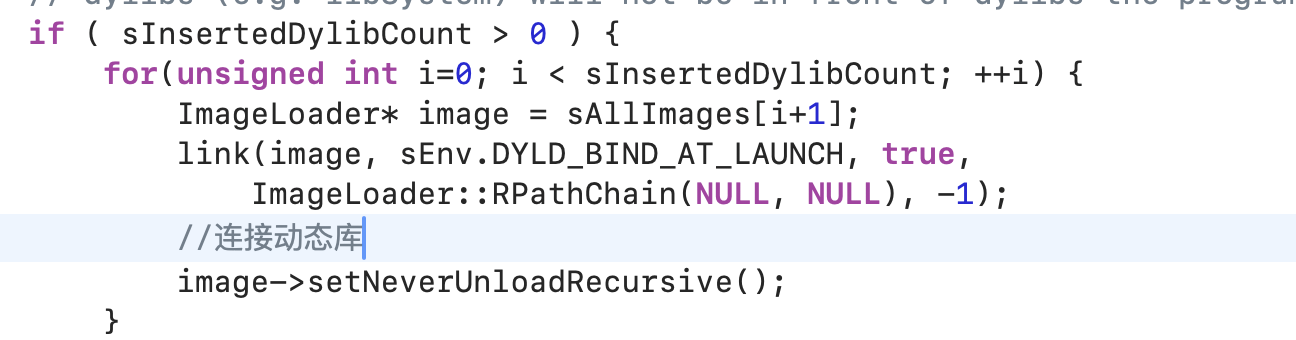 // dylibs (e.g. libSystem) will not be in front of dylibs the program
if ( sInsertedDylibCount > 0 ) {
for(unsigned int i=0; i < sInsertedDylibCount; ++i) {
ImageLoader* image = sAllImages[i+1];
link(image, sEnv.DYLD_BIND_AT_LAUNCH, true,
ImageLoader::RPathChain(NULL, NULL), -1);
//连接动态库
image->setNeverUnloadRecursive();
}